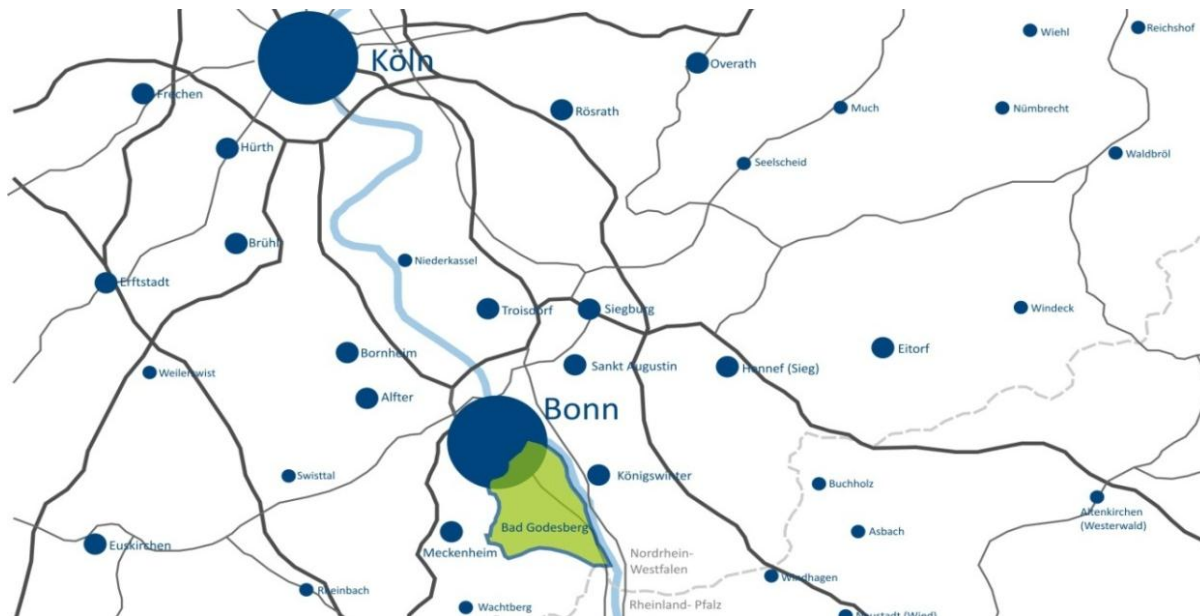 Köln
Wiehl
Reichshof
Overath
Frechen
Rösrath
Much
Nümbrecht
Hürth
Seelscheid
Waldbröl
Brühl
Niederkassel
Erftstadt
Troisdorf
Siegburg
Windeck
Bornheim
Eitorf
Weilerswist
Sankt Augustin
Hennef (Sieg)
Alfter
Bonn
Swisttal
Königswinter
Buchholz
Altenkirchen
(Westerwald)
Bad Godesberg
Asbach
Euskirchen
Meckenheim
Nordrhein-
Westfalen
Windhagen
Rheinbach
Wachtberg
Rheinland- Pfalz
Neustadt (Wied)